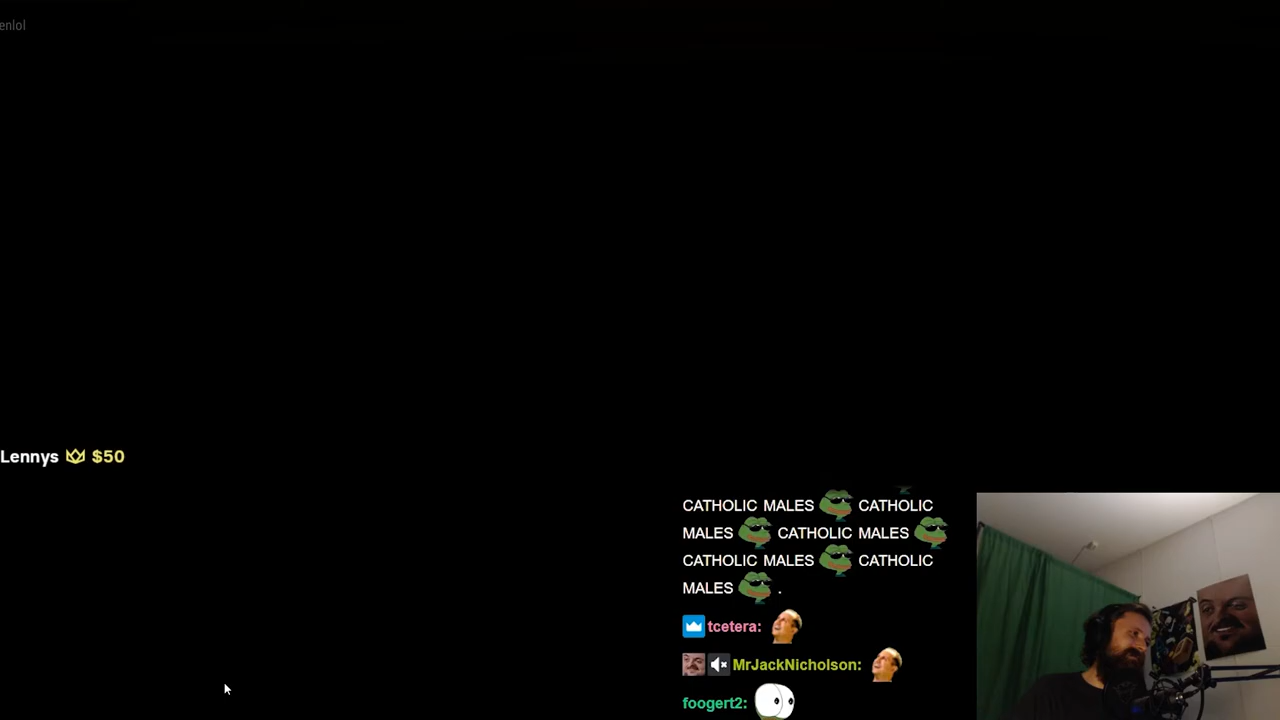 enlol
Lennys $50
CATHOLIC MALES CATHOLIC
MALES CATHOLIC MALES
CATHOLIC MALES CATHOLIC
MALES .
tcetera:
MrJackNicholson:
foogert2: